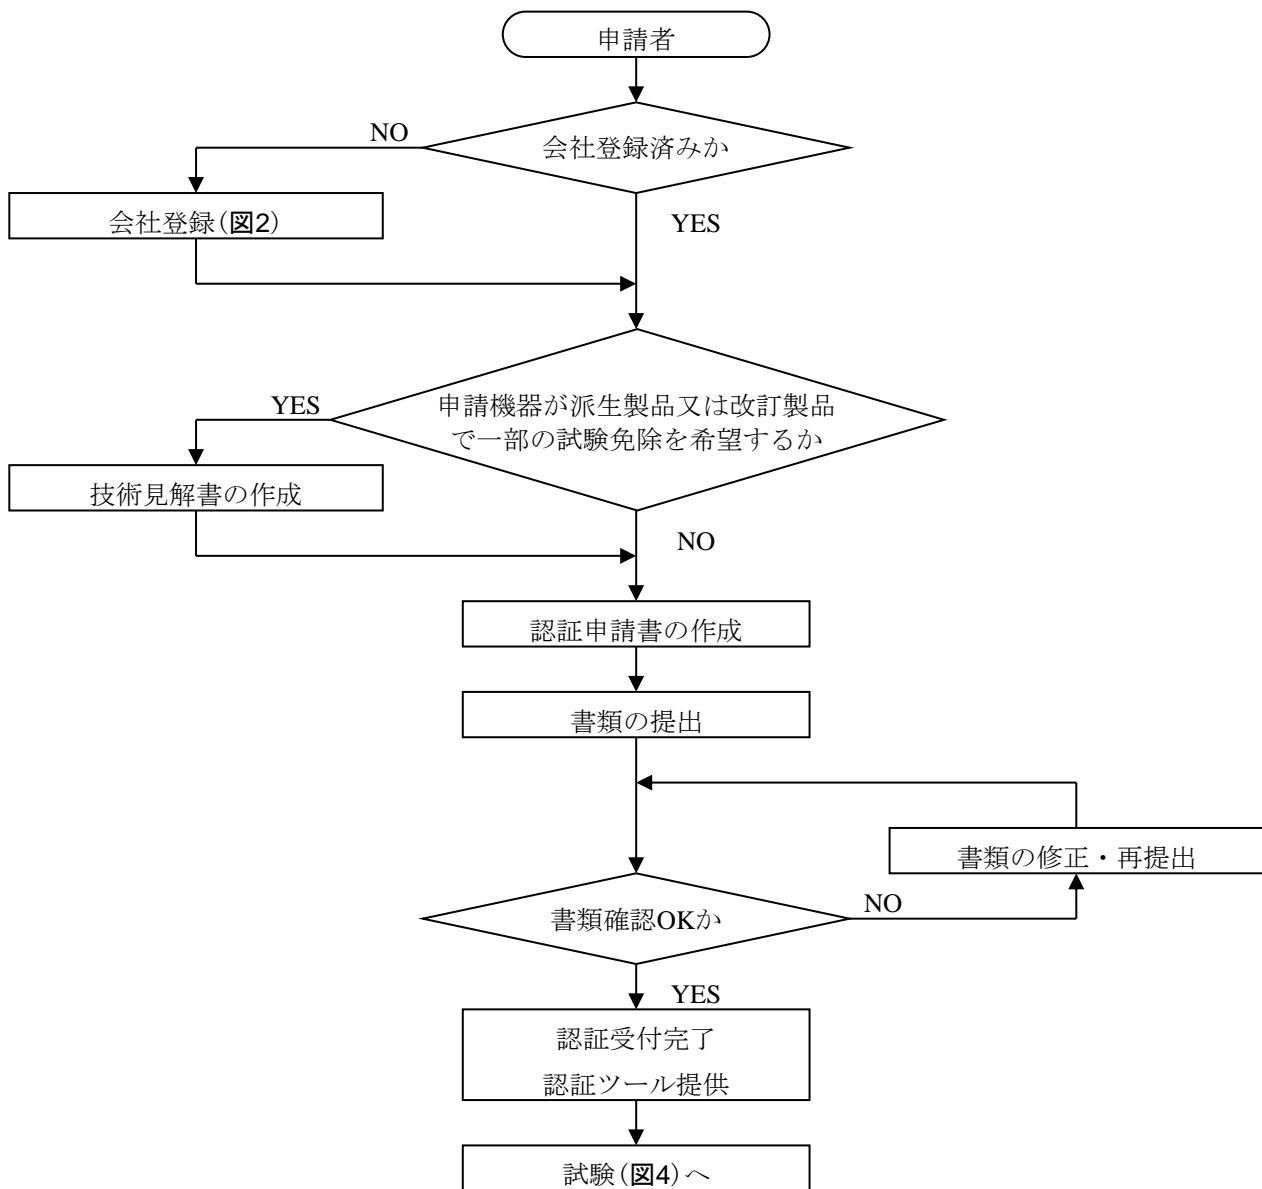 申請者
会社登録済みか
NO
会社登録(図2)
YES
申請機器が派生製品又は改訂製品
で一部の試験免除を希望するか
YES
技術見解書の作成
NO
認証申請書の作成
書類の提出
書類の修正・再提出
書類確認OKか
NO
YES
認証受付完了
認証ツール提供
試験(図4)へ